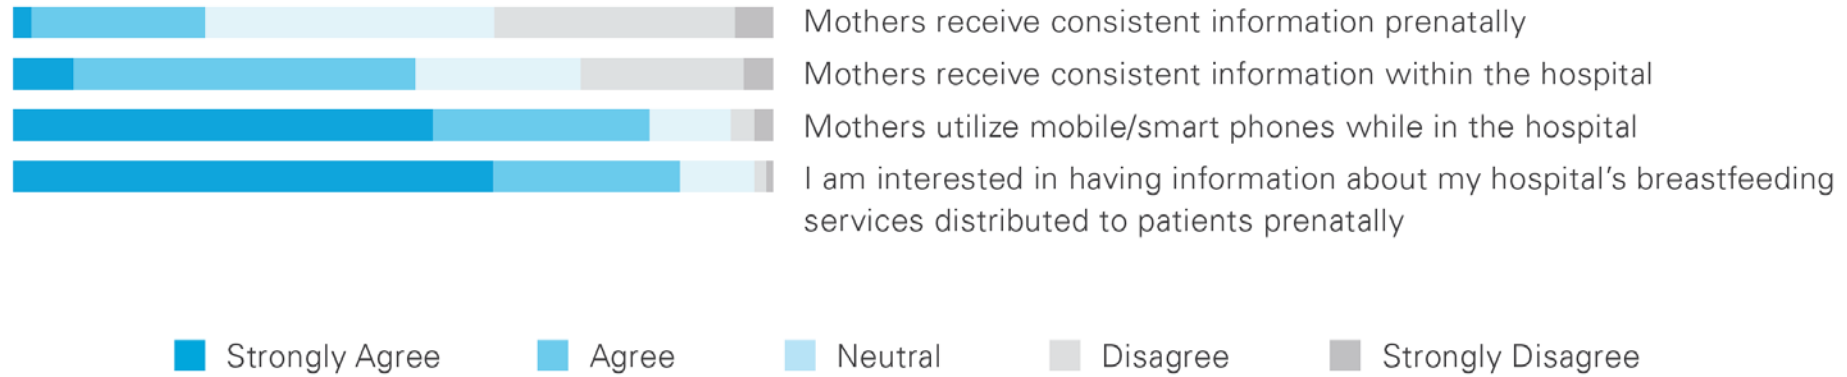 Mothers receive consistent information prenatally
Mothers receive consistent information within the hospital
Mothers utilize mobile/smart phones while in the hospital
I am interested in having information about my hospital’s breastfeeding
services distributed to patients prenatally
Strongly Agree Agree Neutral Disagree Strongly Disagree